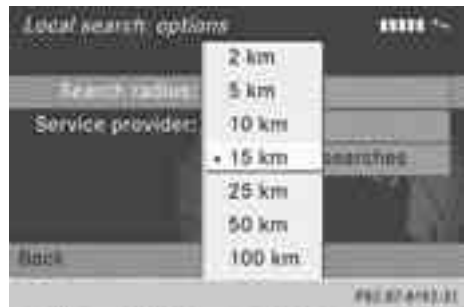 Local search options
2 km
Search radius: 5 km
Service provider: 10 km
• 15 km searches
25 km
50 km
Back 100 km